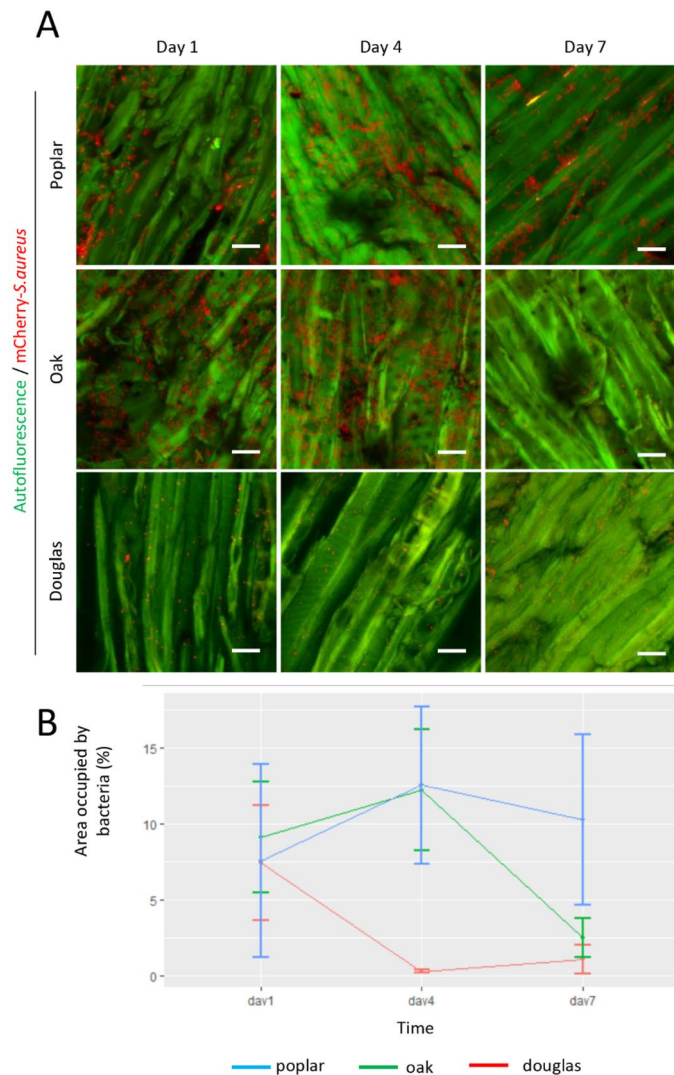 A
Day 1
Day 4
Day 7
Autofluorescence / mCherry-S.aureus
Poplar
Oak
Douglas
B
Area occupied by
bacteria (%)
15
10
5
0
day1
day4
day7
Time
poplar
oak
douglas